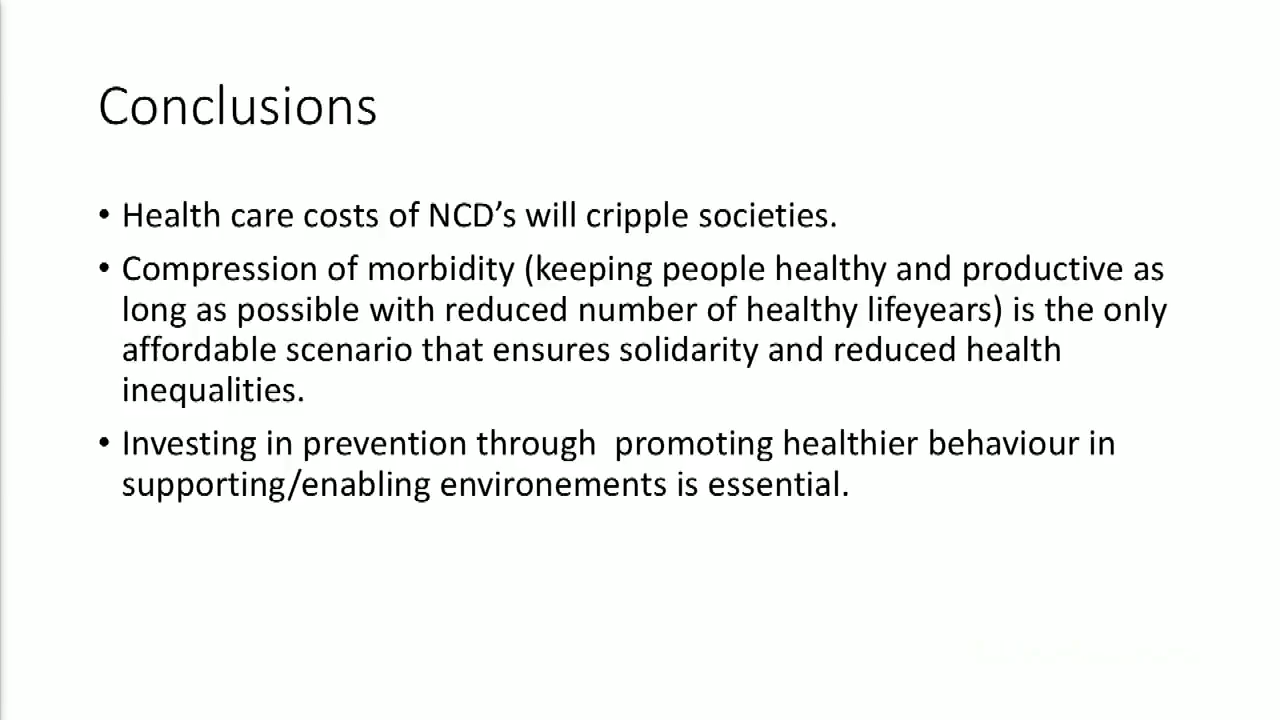 Conclusions
• Health care costs of NCD’s will cripple societies.
• Compression of morbidity (keeping people healthy and productive as
long as possible with reduced number of healthy lifeyears) is the only
affordable scenario that ensures solidarity and reduced health
inequalities.
• Investing in prevention through  promoting healthier behaviour in
supporting/enabling environements is essential.